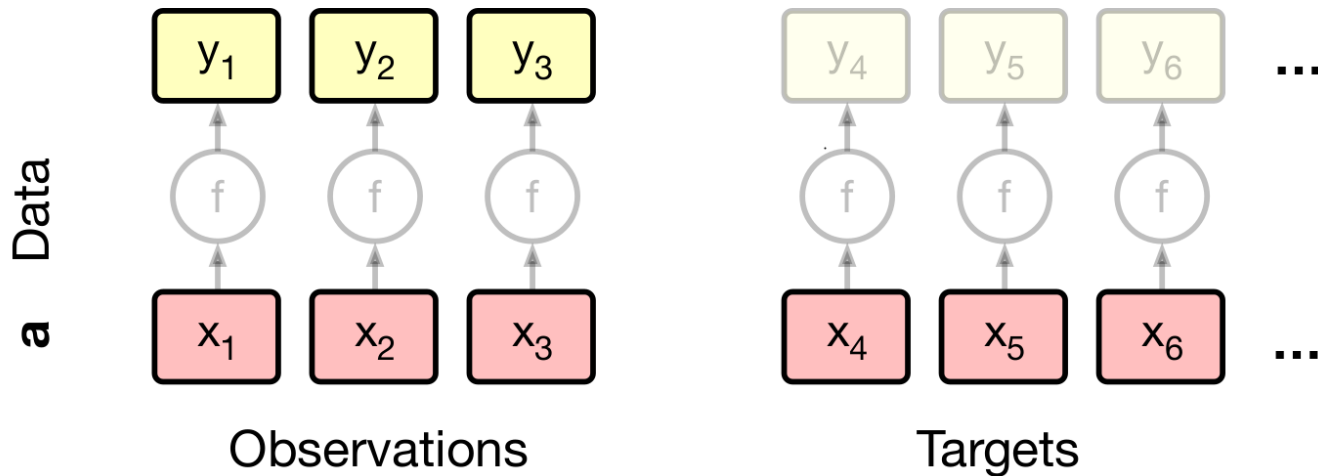 y1 y2 y3 y4 y5 y6 ...
f f f f f f
Data
a
x1 x2 x3 x4 x5 x6 ...
Observations Targets